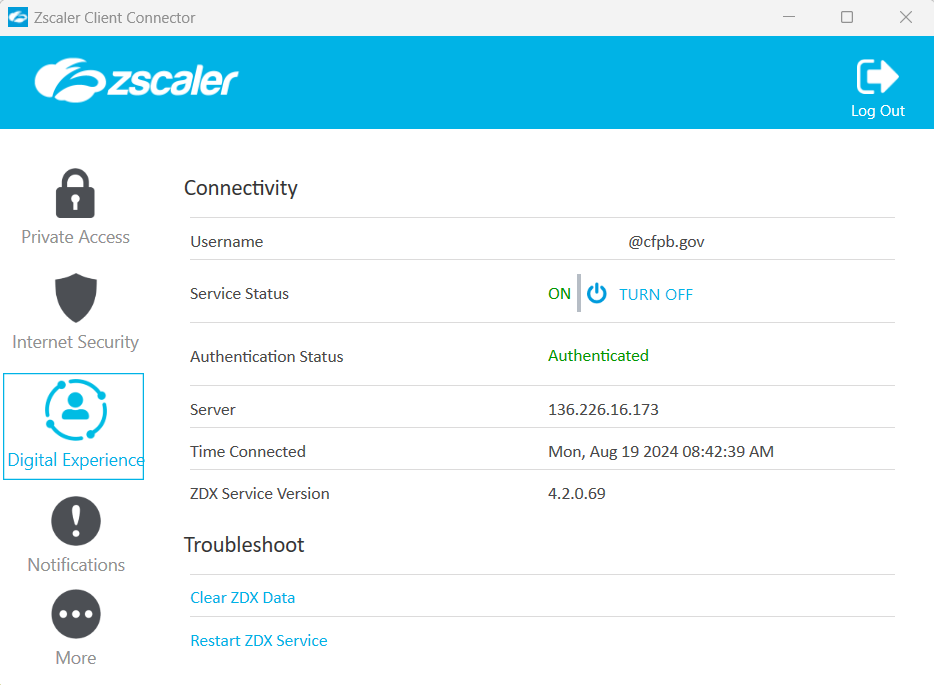 Zscaler Client Connector
zscaler
Log Out
Private Access
Internet Security
Digital Experience
Notifications
More
Connectivity
Username @cfpb.gov
Service Status ON TURN OFF
Authentication Status Authenticated
Server 136.226.16.173
Time Connected Mon, Aug 19 2024 08:42:39 AM
ZDX Service Version 4.2.0.69
Troubleshoot
Clear ZDX Data
Restart ZDX Service